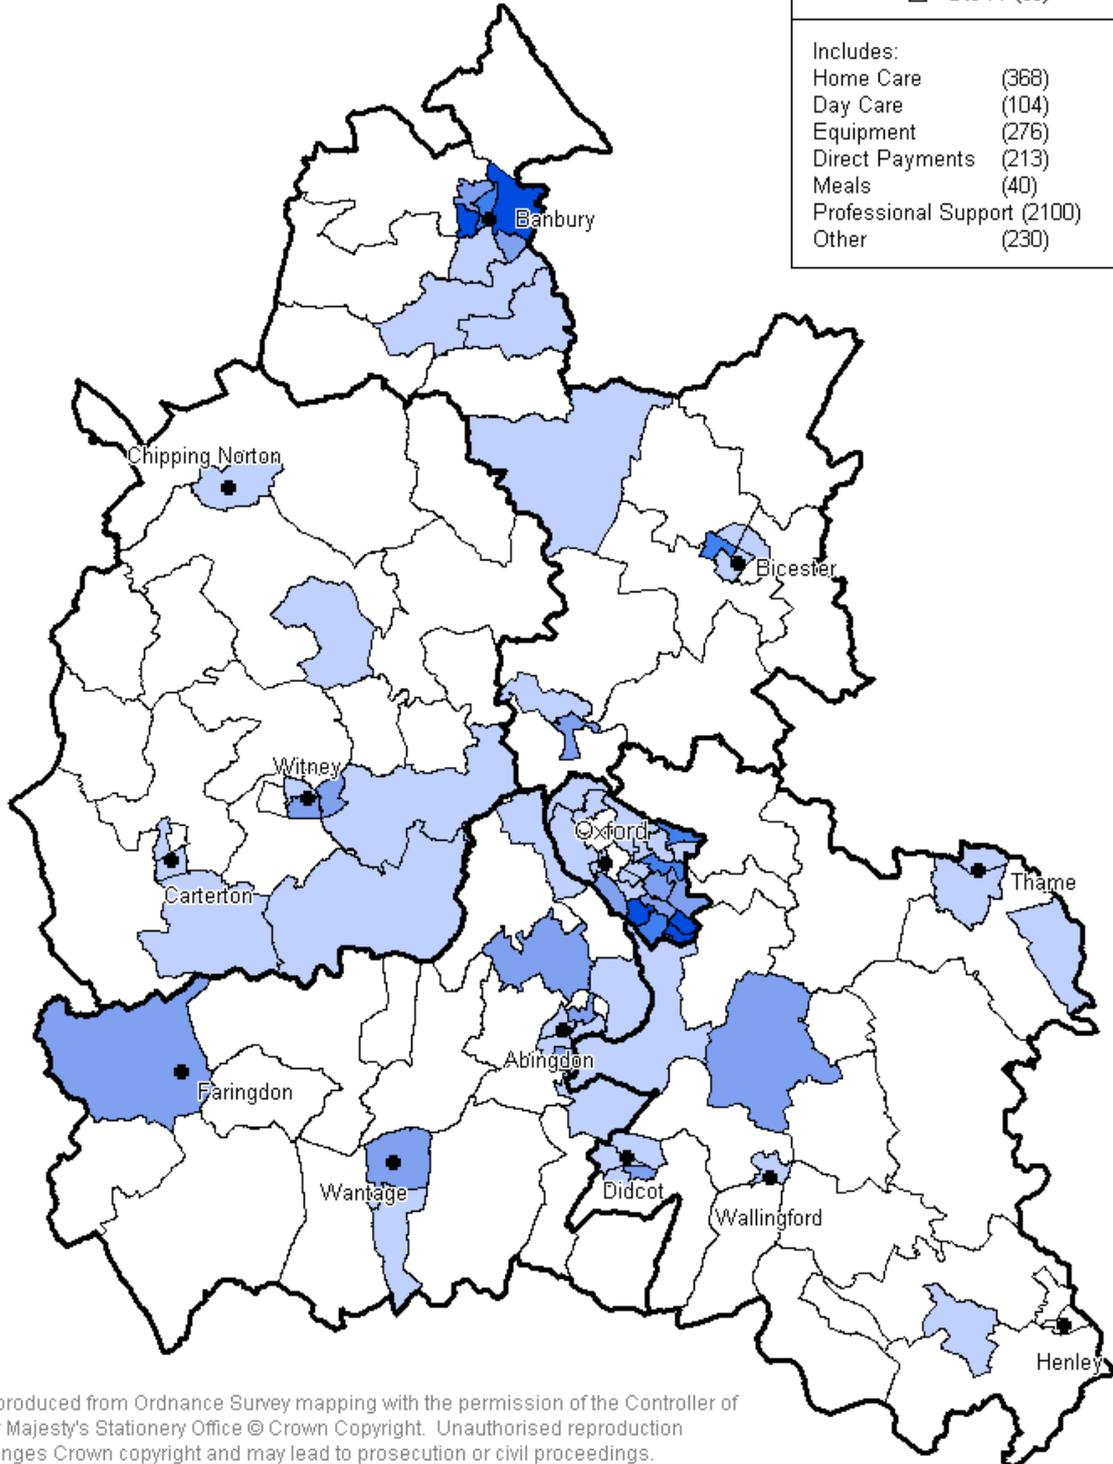 Includes:
Home Care (368)
Day Care (104)
Equipment (276)
Direct Payments (213)
Meals (40)
Professional Support (2100)
Other (230)
Banbury
Chipping Norton
Bicester
Witney
Oxford
Carterton
Thame
Abingdon
Faringdon
Wantage
Didcot
Wallingford
Henley
produced from Ordnance Survey mapping with the permission of the Controller of
Majesty's Stationery Office © Crown Copyright. Unauthorised reproduction
nges Crown copyright and may lead to prosecution or civil proceedings.